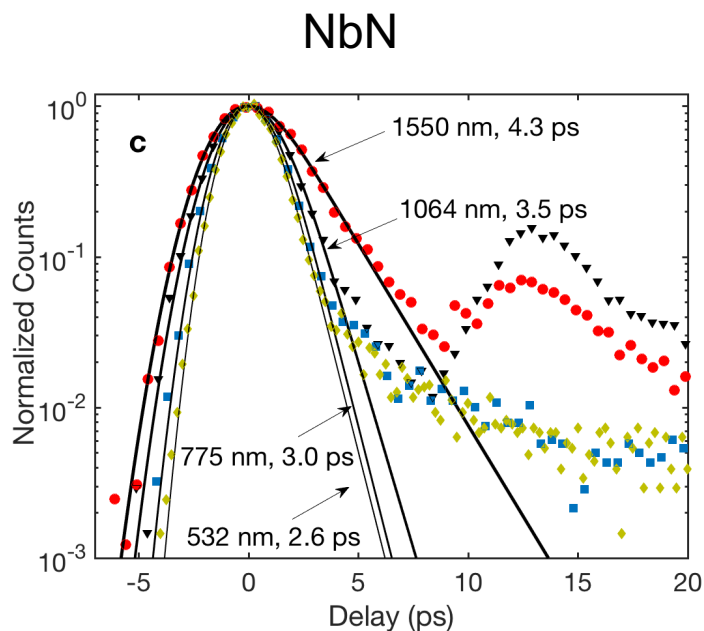 NbN
c
1550 nm, 4.3 ps
1064 nm, 3.5 ps
775 nm, 3.0 ps
532 nm, 2.6 ps
Normalized Counts
10^0
10^-1
10^-2
10^-3
-5 0 5 10 15 20
Delay (ps)